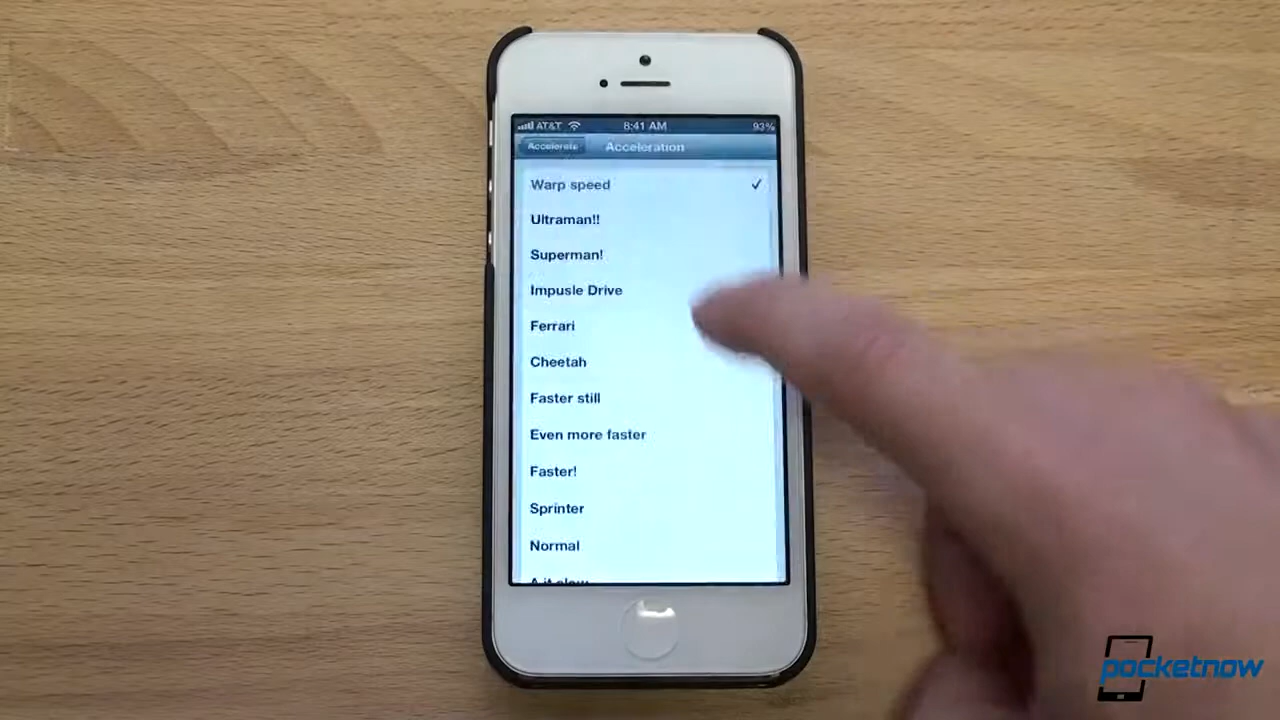 AT&T 8:41 AM 93%
Accelerate Acceleration
Warp speed
Ultraman!!
Superman!
Impusle Drive
Ferrari
Cheetah
Faster still
Even more faster
Faster!
Sprinter
Normal
pocketnow